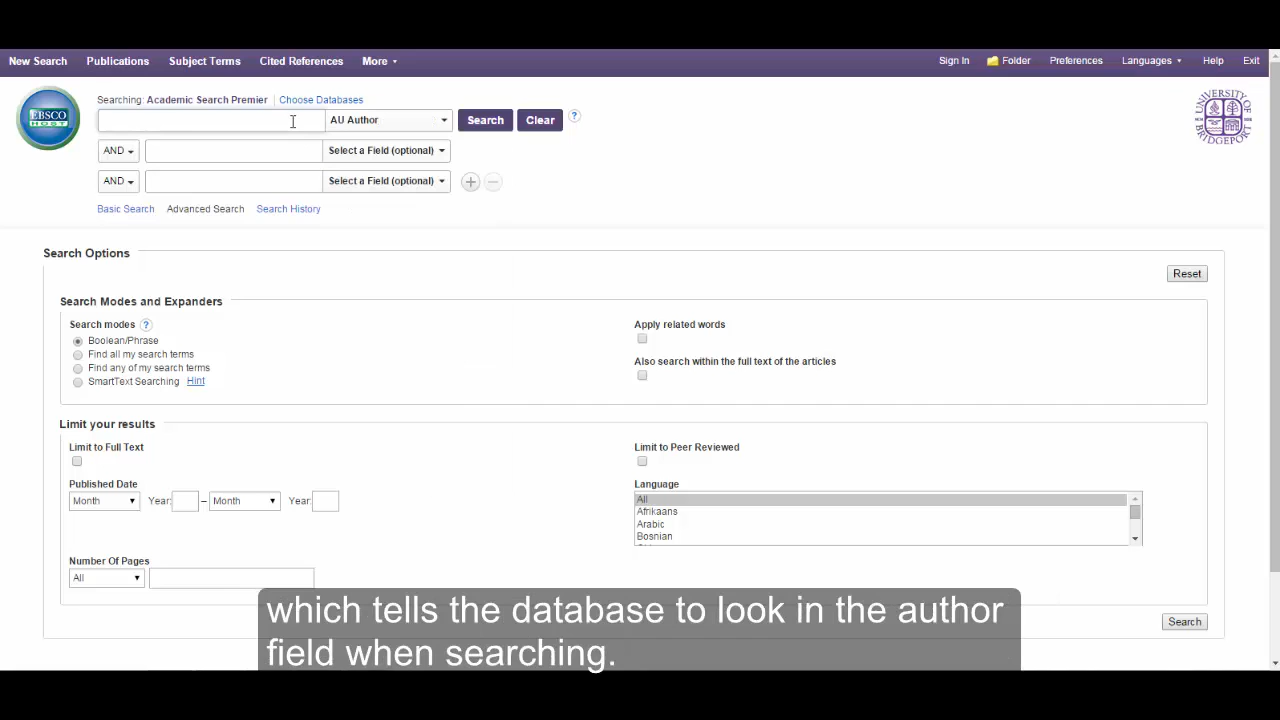 New Search Publications Subject Terms Cited References More Sign In Folder Preferences Languages Help Exit
Searching: Academic Search Premier Choose Databases
EBSCO
HOST
AU Author Search Clear ?
AND Select a Field (optional)
AND Select a Field (optional)
Basic Search Advanced Search Search History
UNIVERSITY OF
BRIDGEPORT
Search Options
Reset
Search Modes and Expanders
Search modes ?
Boolean/Phrase
Find all my search terms
Find any of my search terms
SmartText Searching Hint
Apply related words
Also search within the full text of the articles
Limit your results
Limit to Full Text
Published Date
Month Year: – Month Year:
Number Of Pages
All
Limit to Peer Reviewed
Language
All
Afrikaans
Arabic
Bosnian
Search
which tells the database to look in the author
field when searching.